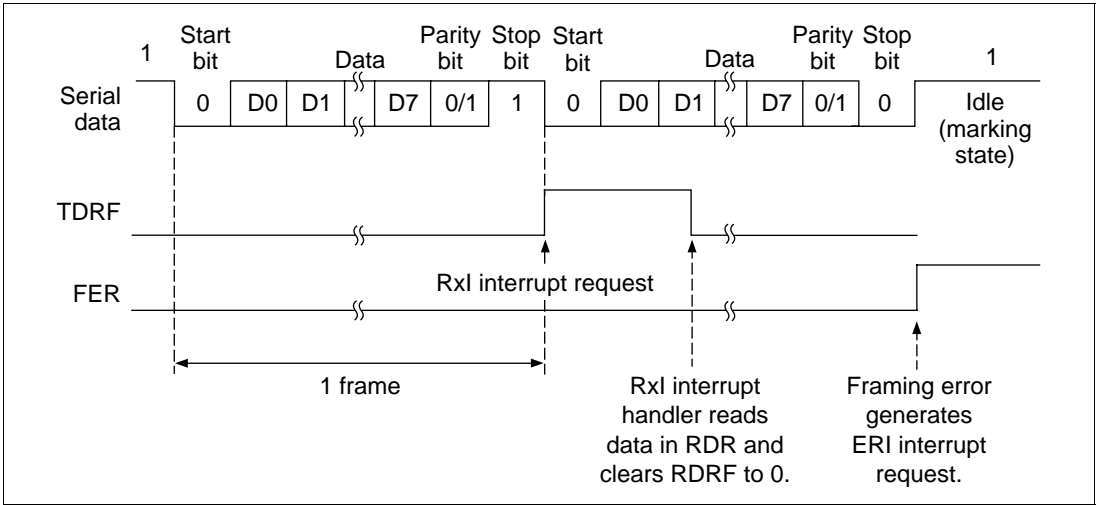 1
Start bit
Data
Parity bit
Stop bit
Start bit
Data
Parity bit
Stop bit
1
Serial data
0
D0
D1
D7
0/1
1
0
D0
D1
D7
0/1
0
Idle (marking state)
TDRF
RxI interrupt request
FER
1 frame
RxI interrupt
handler reads
data in RDR and
clears RDRF to 0.
Framing error
generates
ERI interrupt
request.